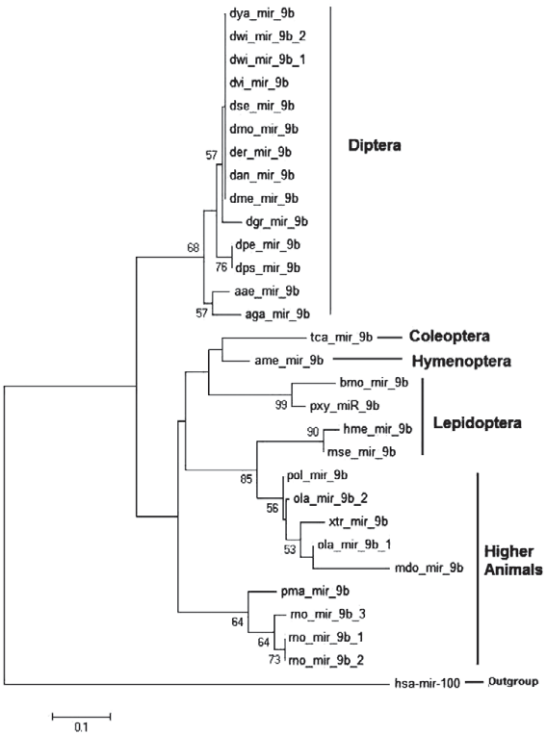 dya_mir_9b
dwi_mir_9b_2
dwi_mir_9b_1
dvi_mir_9b
dse_mir_9b
dmo_mir_9b
57
der_mir_9b
Diptera
dan_mir_9b
dme_mir_9b
dgr_mir_9b
68
dpe_mir_9b
76
dps_mir_9b
aae_mir_9b
57
aga_mir_9b
tca_mir_9b
Coleoptera
ame_mir_9b
Hymenoptera
bmo_mir_9b
99
pxy_miR_9b
Lepidoptera
90
hme_mir_9b
mse_mir_9b
85
pol_mir_9b
56
ola_mir_9b_2
xtr_mir_9b
53
ola_mir_9b_1
Higher
Animals
mdo_mir_9b
pma_mir_9b
64
rno_mir_9b_3
64
rno_mir_9b_1
73
rno_mir_9b_2
hsa-mir-100
Outgroup
0.1